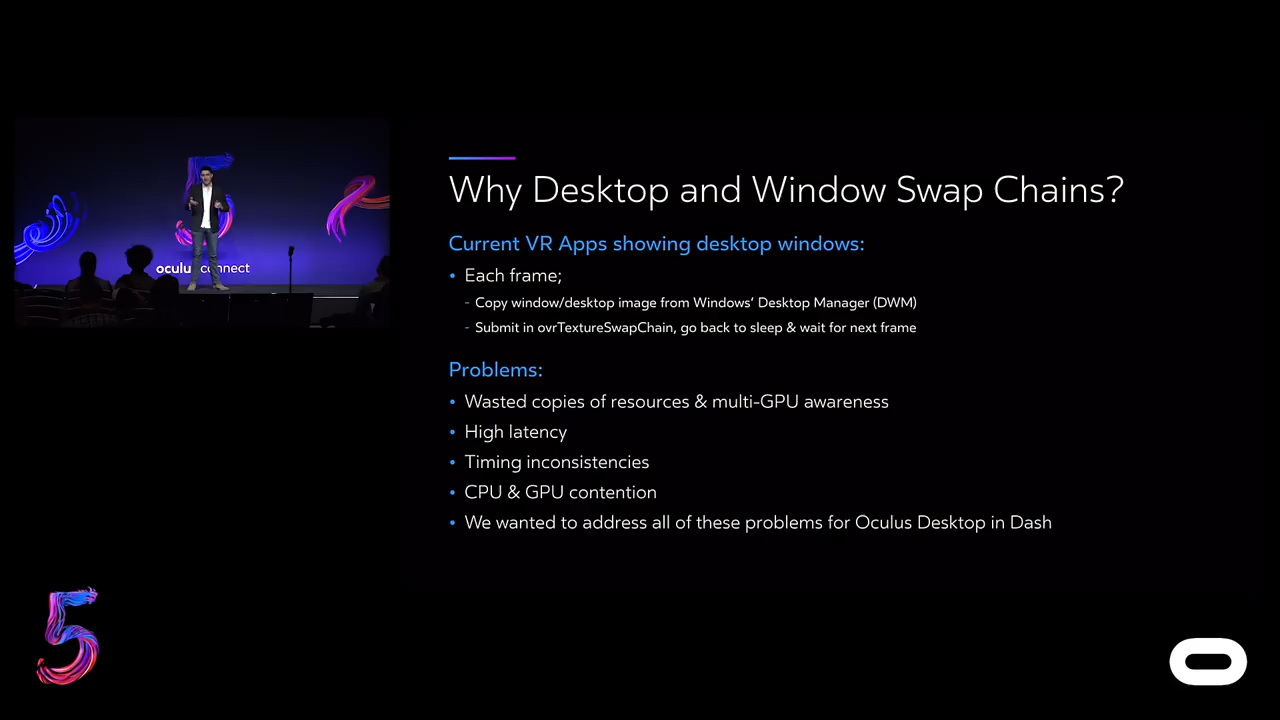 Why Desktop and Window Swap Chains?
Current VR Apps showing desktop windows:
• Each frame;
- Copy window/desktop image from Windows’ Desktop Manager (DWM)
- Submit in ovrTextureSwapChain, go back to sleep & wait for next frame
Problems:
• Wasted copies of resources & multi-GPU awareness
• High latency
• Timing inconsistencies
• CPU & GPU contention
• We wanted to address all of these problems for Oculus Desktop in Dash
5
connect
5